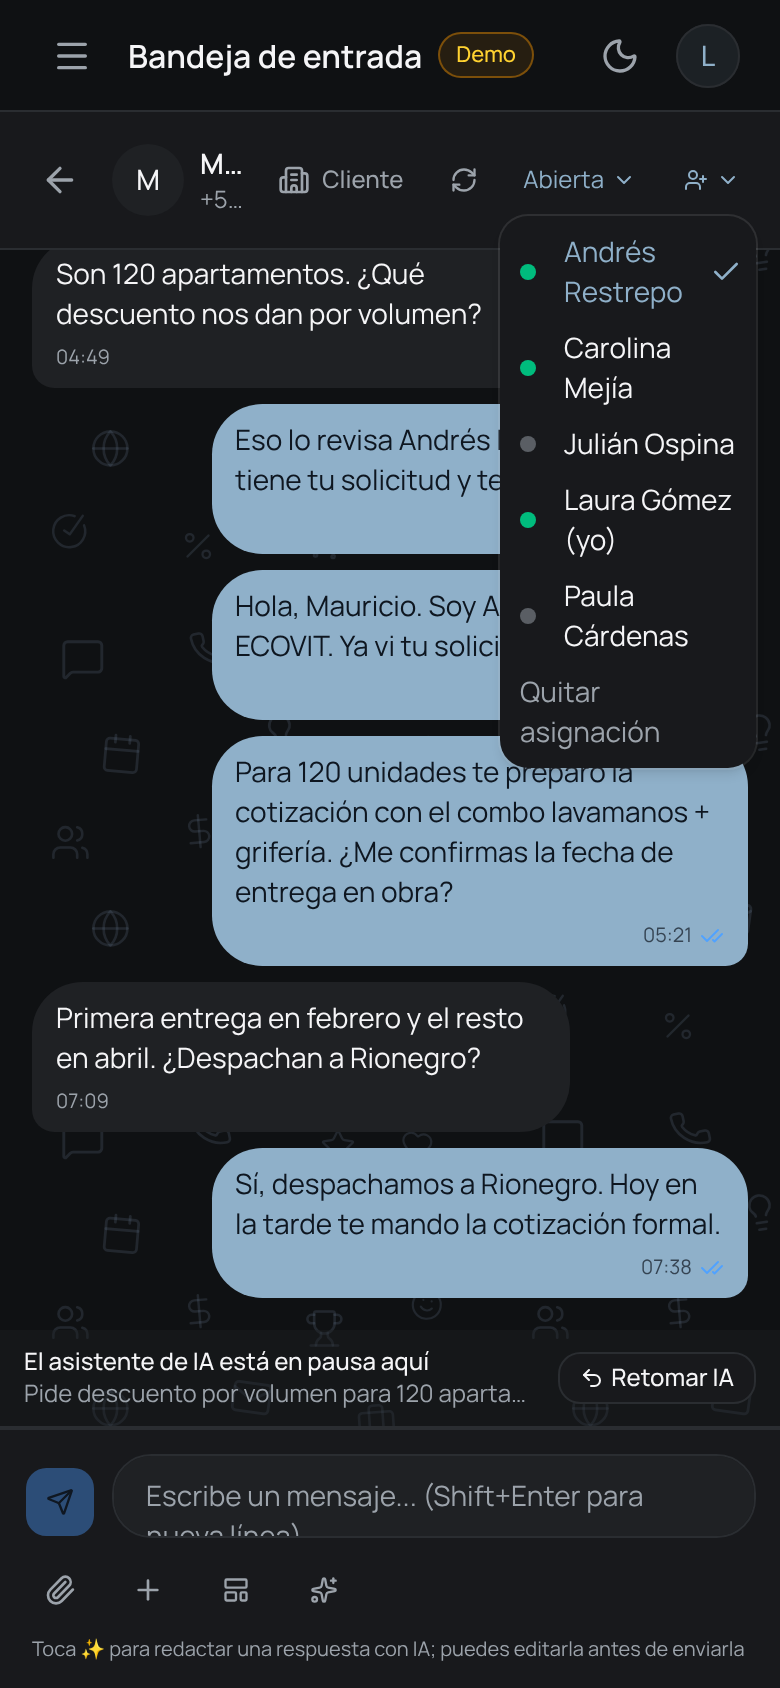 Bandeja de entrada
Demo
L
M
M...
+5...
Cliente
Abierta
Andrés
Restrepo
Carolina
Mejía
Julián Ospina
Laura Gómez
(yo)
Paula
Cárdenas
Quitar
asignación
Son 120 apartamentos. ¿Qué
descuento nos dan por volumen?
04:49
Eso lo revisa Andrés
tiene tu solicitud y te
Hola, Mauricio. Soy A
ECOVIT. Ya vi tu solici
Para 120 unidades te preparo la
cotización con el combo lavamanos +
grifería. ¿Me confirmas la fecha de
entrega en obra?
05:21
Primera entrega en febrero y el resto
en abril. ¿Despachan a Rionegro?
07:09
Sí, despachamos a Rionegro. Hoy en
la tarde te mando la cotización formal.
07:38
El asistente de IA está en pausa aquí
Pide descuento por volumen para 120 aparta...
Retomar IA
Escribe un mensaje... (Shift+Enter para
nueva línea)
Toca ✨ para redactar una respuesta con IA; puedes editarla antes de enviarla